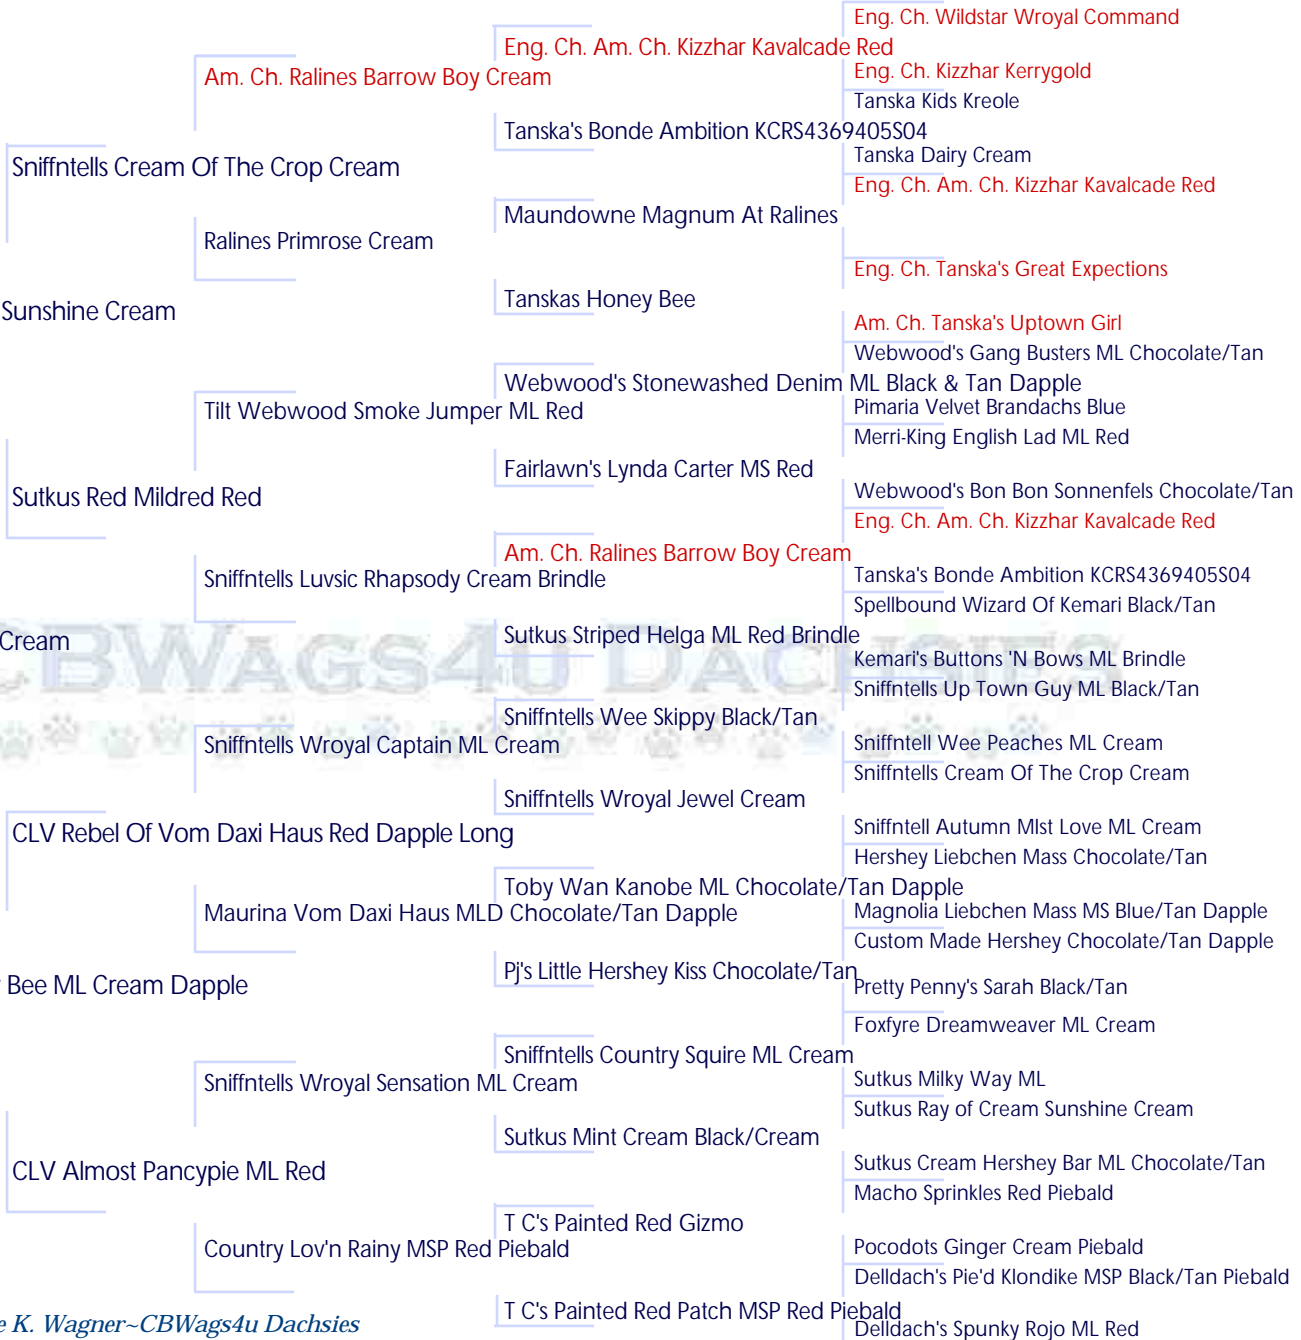 Eng. Ch. Wildstar Wroyal Command
Eng. Ch. Am. Ch. Kizzhar Kavalcade Red
Eng. Ch. Kizzhar Kerrygold
Am. Ch. Ralines Barrow Boy Cream
Tanska Kids Kreole
Tanska's Bonde Ambition KCRS4369405S04
Tanska Dairy Cream
Sniffntells Cream Of The Crop Cream
Eng. Ch. Am. Ch. Kizzhar Kavalcade Red
Maundowne Magnum At Ralines
Ralines Primrose Cream
Eng. Ch. Tanska's Great Expections
Tanskas Honey Bee
Sunshine Cream
Am. Ch. Tanska's Uptown Girl
Webwood's Gang Busters ML Chocolate/Tan
Webwood's Stonewashed Denim ML Black & Tan Dapple
Pimaria Velvet Brandachs Blue
Tilt Webwood Smoke Jumper ML Red
Merri-King English Lad ML Red
Fairlawn's Lynda Carter MS Red
Webwood's Bon Bon Sonnenfels Chocolate/Tan
Sutkus Red Mildred Red
Eng. Ch. Am. Ch. Kizzhar Kavalcade Red
Am. Ch. Ralines Barrow Boy Cream
Tanska's Bonde Ambition KCRS4369405S04
Sniffntells Luvsic Rhapsody Cream Brindle
Spellbound Wizard Of Kemari Black/Tan
Sutkus Striped Helga ML Red Brindle
Cream
CBWAGS4U DACHSIES
Kemari's Buttons 'N Bows ML Brindle
Sniffntells Up Town Guy ML Black/Tan
Sniffntells Wee Skippy Black/Tan
Sniffntells Wroyal Captain ML Cream
Sniffntell Wee Peaches ML Cream
Sniffntells Cream Of The Crop Cream
Sniffntells Wroyal Jewel Cream
CLV Rebel Of Vom Daxi Haus Red Dapple Long
Sniffntell Autumn MIst Love ML Cream
Hershey Liebchen Mass Chocolate/Tan
Toby Wan Kanobe ML Chocolate/Tan Dapple
Maurina Vom Daxi Haus MLD Chocolate/Tan Dapple
Magnolia Liebchen Mass MS Blue/Tan Dapple
Custom Made Hershey Chocolate/Tan Dapple
Pj's Little Hershey Kiss Chocolate/Tan
Bee ML Cream Dapple
Pretty Penny's Sarah Black/Tan
Foxfyre Dreamweaver ML Cream
Sniffntells Country Squire ML Cream
Sniffntells Wroyal Sensation ML Cream
Sutkus Milky Way ML
Sutkus Ray of Cream Sunshine Cream
Sutkus Mint Cream Black/Cream
CLV Almost Pancypie ML Red
Sutkus Cream Hershey Bar ML Chocolate/Tan
Macho Sprinkles Red Piebald
T C's Painted Red Gizmo
Country Lov'n Rainy MSP Red Piebald
Pocodots Ginger Cream Piebald
Delldach's Pie'd Klondike MSP Black/Tan Piebald
T C's Painted Red Patch MSP Red Piebald
e K. Wagner~CBWags4u Dachsies
Delldach's Spunky Rojo ML Red